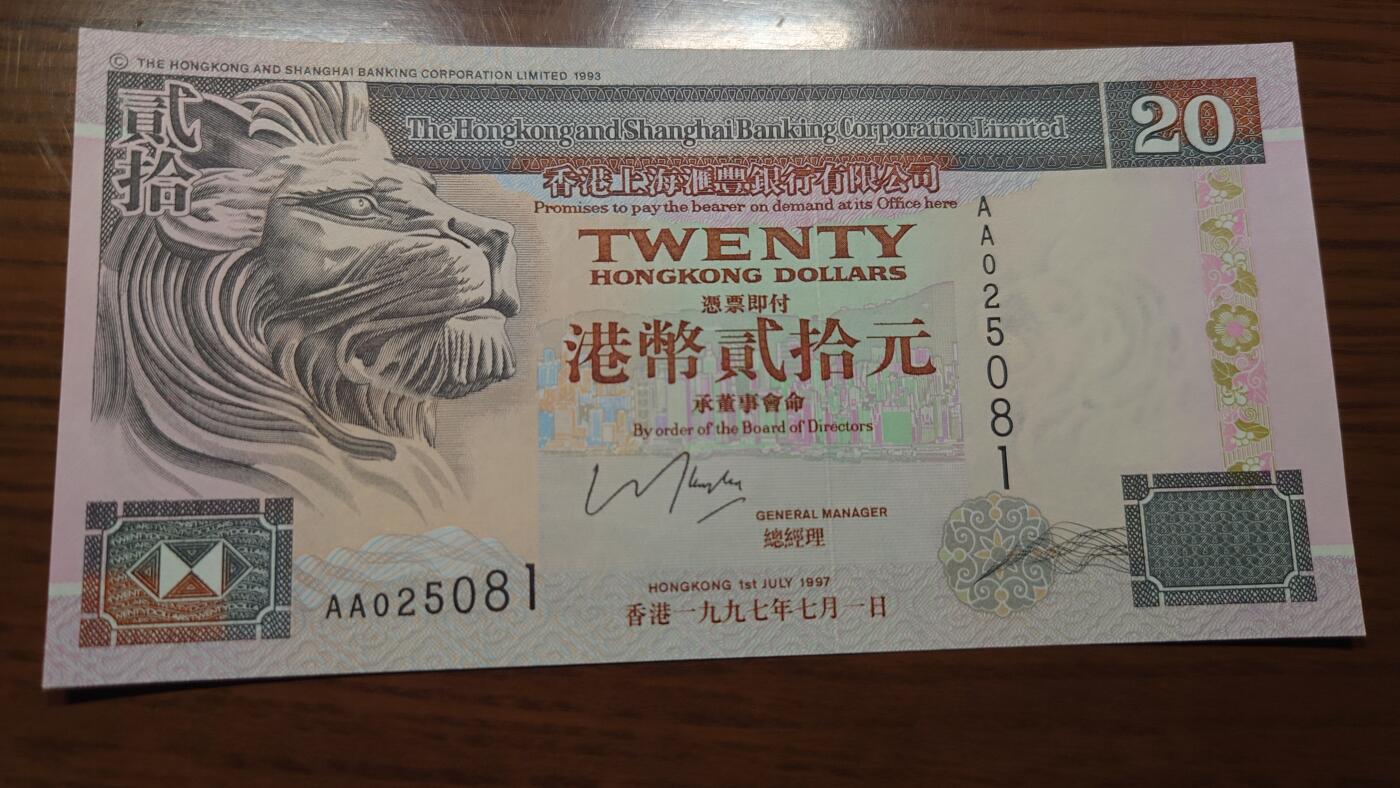 © THE HONGKONG AND SHANGHAI BANKING CORPORATION LIMITED 1993
貳拾
The Hongkong and Shanghai Banking Corporation Limited
20
香港上海滙豐銀行有限公司
Promises to pay the bearer on demand at its Office here
TWENTY
HONGKONG DOLLARS
憑票即付
港幣貳拾元
承董事會命
By order of the Board of Directors
GENERAL MANAGER
總經理
HONGKONG 1st JULY 1997
香港一九九七年七月一日
AA025081
AA025081